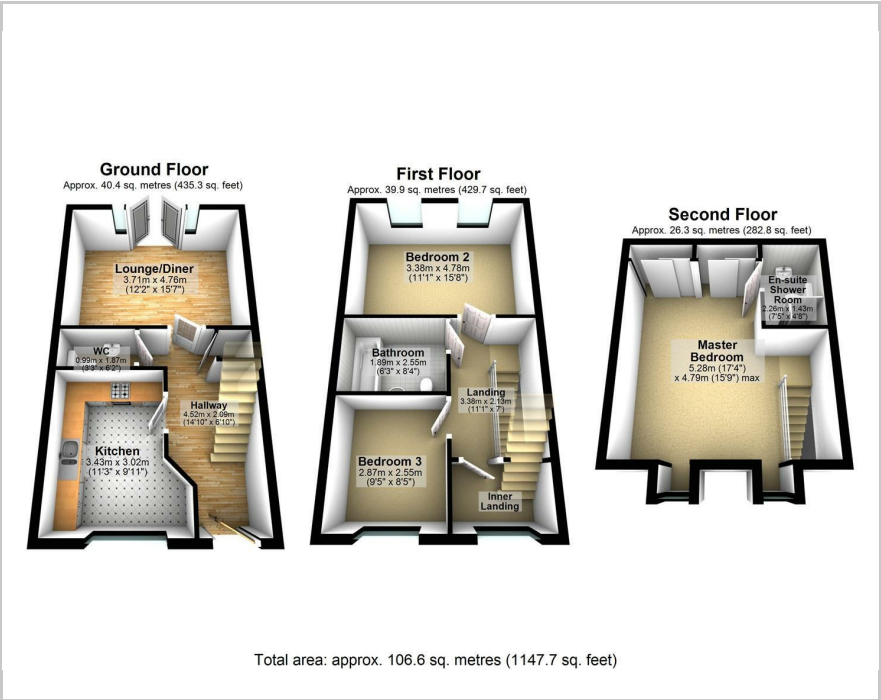 Ground Floor
Approx. 40.4 sq. metres (435.3 sq. feet)
Lounge/Diner
3.71m x 4.76m
(12'2" x 15'7")
WC
0.99m x 1.87m
(3'3" x 6'2")
Hallway
4.52m x 2.09m
(14'10" x 6'10")
Kitchen
3.43m x 3.02m
(11'3" x 9'11")
First Floor
Approx. 39.9 sq. metres (429.7 sq. feet)
Bedroom 2
3.38m x 4.78m
(11'1" x 15'8")
Bathroom
1.89m x 2.55m
(6'3" x 8'4")
Landing
3.38m x 2.13m
(11'1" x 7')
Bedroom 3
2.87m x 2.55m
(9'5" x 8'5")
Inner
Landing
Second Floor
Approx. 26.3 sq. metres (282.8 sq. feet)
En-suite
Shower
Room
2.26m x 1.43m
(7'5" x 4'8")
Master
Bedroom
5.28m (17'4")
x 4.79m (15'9") max
Total area: approx. 106.6 sq. metres (1147.7 sq. feet)